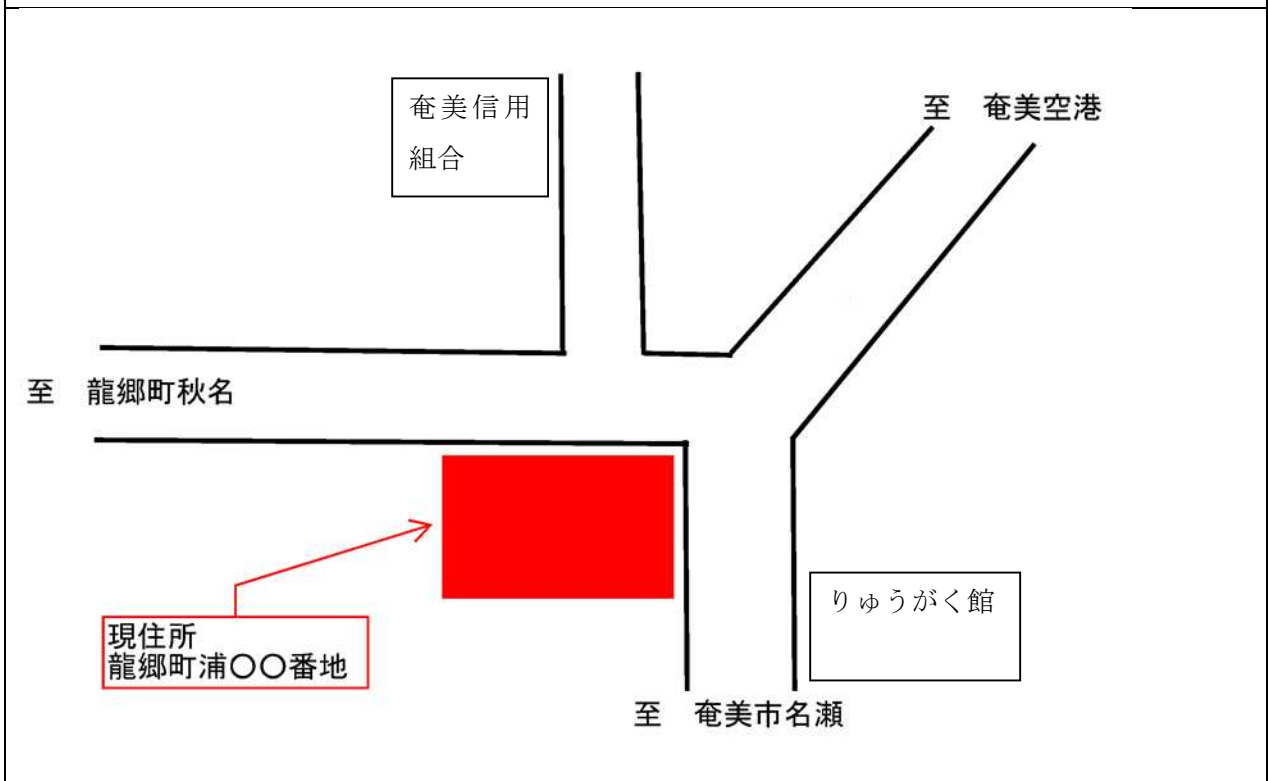 奄美信用
組合
至　奄美空港
至　龍郷町秋名
りゅうがく館
現住所
龍郷町浦〇〇番地
至　奄美市名瀬